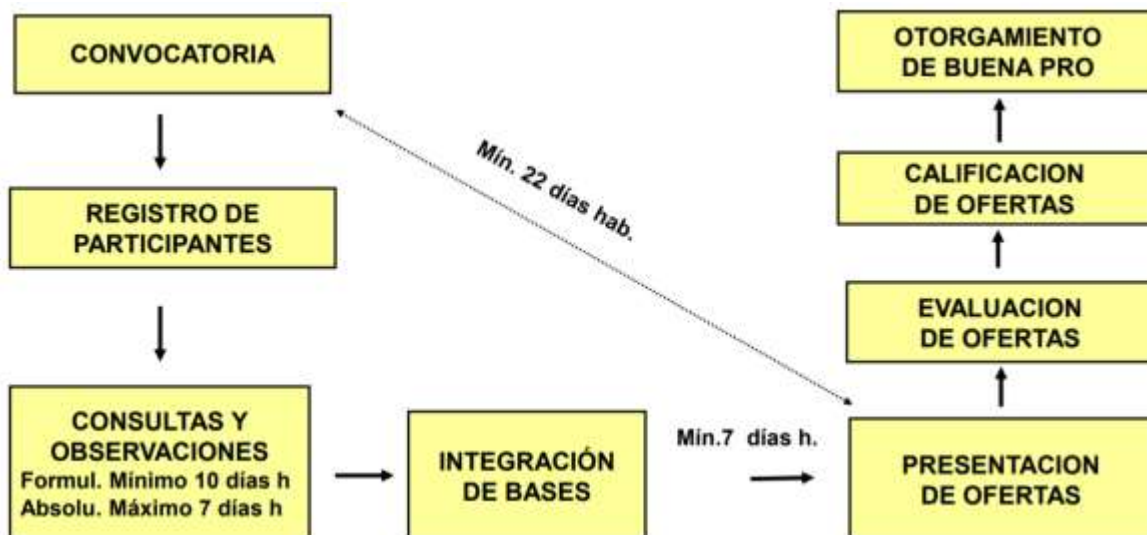 CONVOCATORIA
REGISTRO DE
PARTICIPANTES
CONSULTAS Y
OBSERVACIONES
Formul. Mínimo 10 días h
Absolu. Máximo 7 días h
INTEGRACIÓN
DE BASES
Mín. 22 días hab.
Mín.7 días h.
PRESENTACION
DE OFERTAS
EVALUACION
DE OFERTAS
CALIFICACION
DE OFERTAS
OTORGAMIENTO
DE BUENA PRO